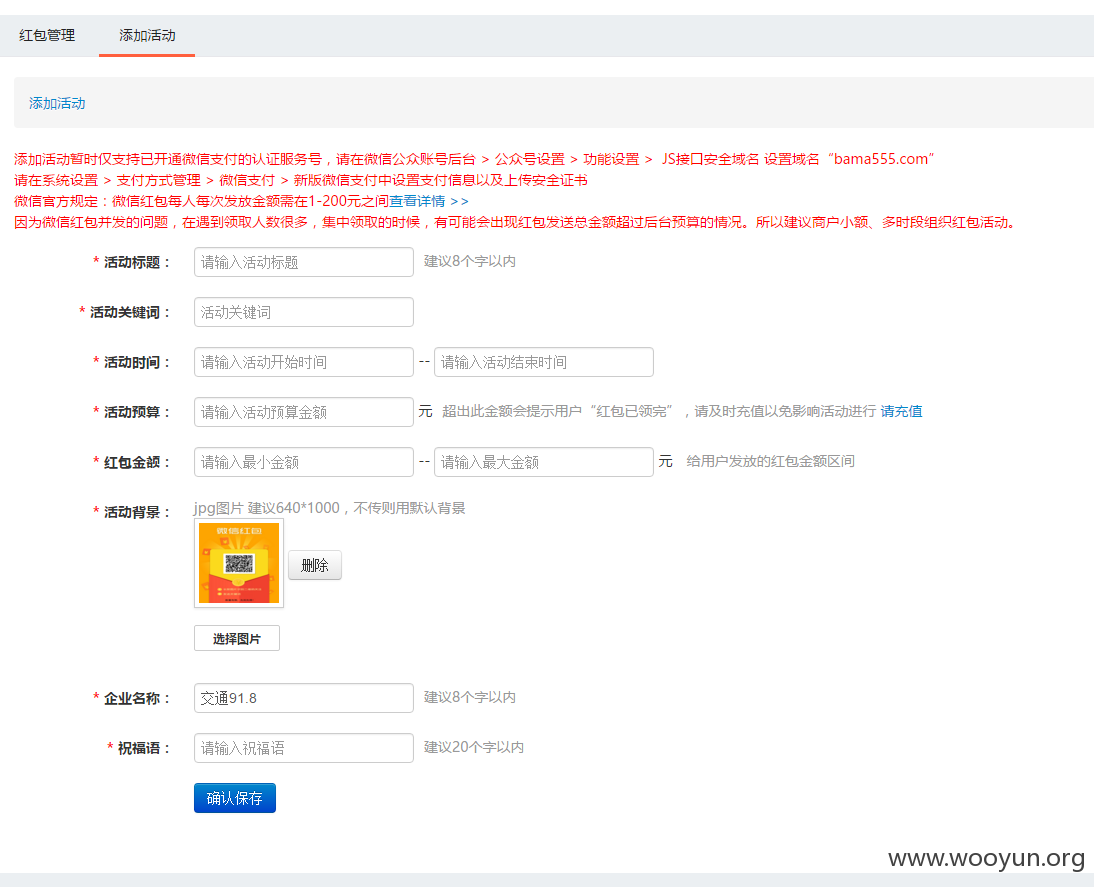 红包管理 添加活动
添加活动
添加活动暂时仅支持已开通微信支付的认证服务号，请在微信公众账号后台 > 公众号设置 > 功能设置 > JS接口安全域名 设置域名“bama555.com”
请在系统设置 > 支付方式管理 > 微信支付 > 新版微信支付中设置支付信息以及上传安全证书
微信官方规定：微信红包每人每次发放金额需在1-200元之间查看详情 >>
因为微信红包并发的问题，在遇到领取人数很多，集中领取的时候，有可能会出现红包发送总金额超过后台预算的情况。所以建议商户小额、多时段组织红包活动。
* 活动标题： 请输入活动标题 建议8个字以内
* 活动关键词： 活动关键词
* 活动时间： 请输入活动开始时间 -- 请输入活动结束时间
* 活动预算： 请输入活动预算金额 元 超出此金额会提示用户“红包已领完”，请及时充值以免影响活动进行 请充值
* 红包金额： 请输入最小金额 -- 请输入最大金额 元 给用户发放的红包金额区间
* 活动背景： jpg图片 建议640*1000，不传则用默认背景
微信红包
删除
选择图片
* 企业名称： 交通91.8 建议8个字以内
* 祝福语： 请输入祝福语 建议20个字以内
确认保存
www.wooyun.org